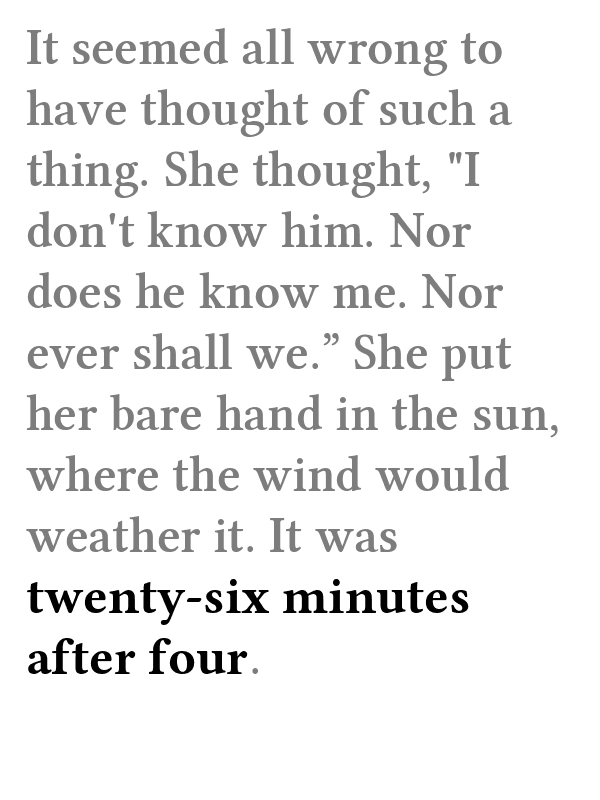 It seemed all wrong to
have thought of such a
thing. She thought, "I
don't know him. Nor
does he know me. Nor
ever shall we.” She put
her bare hand in the sun,
where the wind would
weather it. It was
twenty-six minutes
after four.